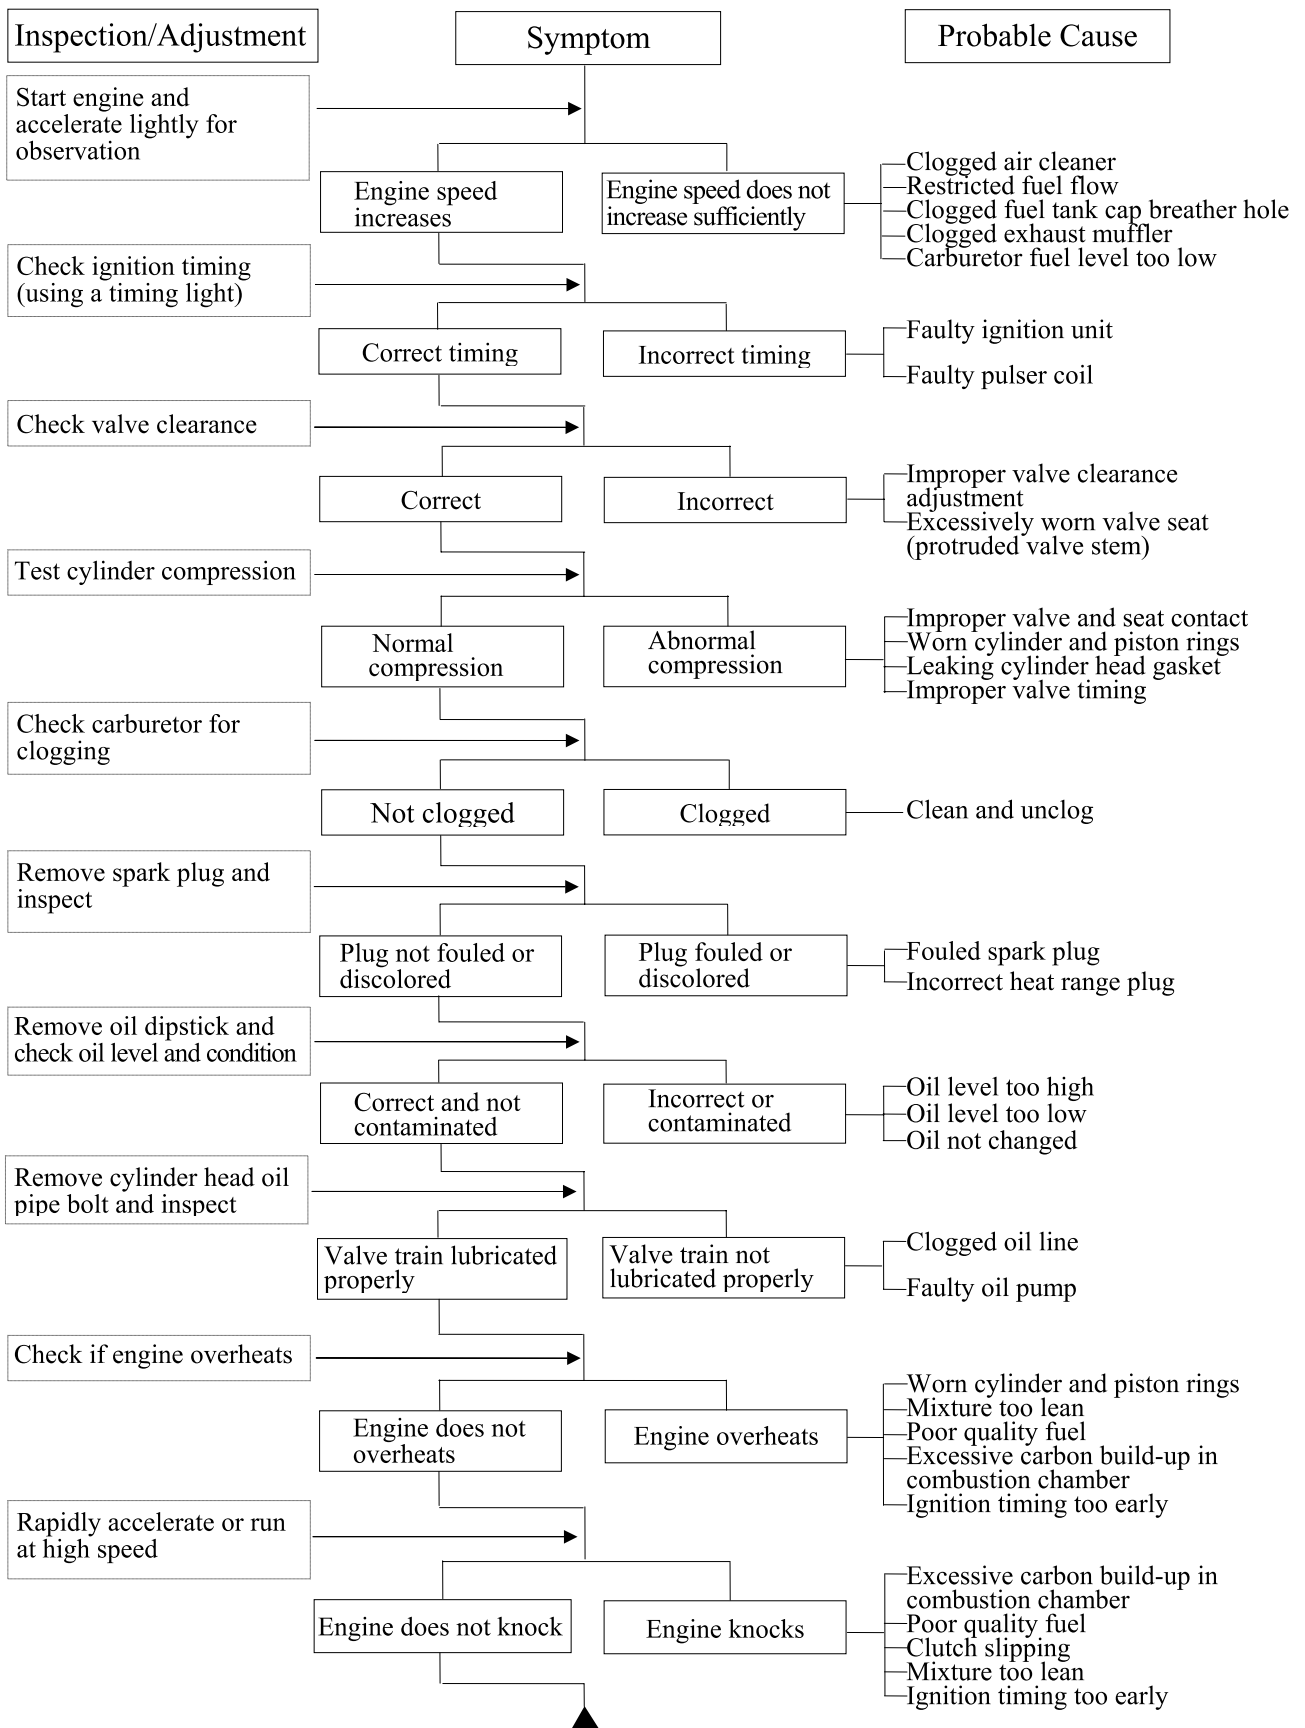 Inspection/Adjustment
Symptom
Probable Cause
Start engine and
accelerate lightly for
observation
Engine speed
increases
Engine speed does not
increase sufficiently
Clogged air cleaner
Restricted fuel flow
Clogged fuel tank cap breather hole
Clogged exhaust muffler
Carburetor fuel level too low
Check ignition timing
(using a timing light)
Correct timing
Incorrect timing
Faulty ignition unit
Faulty pulser coil
Check valve clearance
Correct
Incorrect
Improper valve clearance
adjustment
Excessively worn valve seat
(protruded valve stem)
Test cylinder compression
Normal
compression
Abnormal
compression
Improper valve and seat contact
Worn cylinder and piston rings
Leaking cylinder head gasket
Improper valve timing
Check carburetor for
clogging
Not clogged
Clogged
Clean and unclog
Remove spark plug and
inspect
Plug not fouled or
discolored
Plug fouled or
discolored
Fouled spark plug
Incorrect heat range plug
Remove oil dipstick and
check oil level and condition
Correct and not
contaminated
Incorrect or
contaminated
Oil level too high
Oil level too low
Oil not changed
Remove cylinder head oil
pipe bolt and inspect
Valve train lubricated
properly
Valve train not
lubricated properly
Clogged oil line
Faulty oil pump
Check if engine overheats
Engine does not
overheats
Engine overheats
Worn cylinder and piston rings
Mixture too lean
Poor quality fuel
Excessive carbon build-up in
combustion chamber
Ignition timing too early
Rapidly accelerate or run
at high speed
Engine does not knock
Engine knocks
Excessive carbon build-up in
combustion chamber
Poor quality fuel
Clutch slipping
Mixture too lean
Ignition timing too early